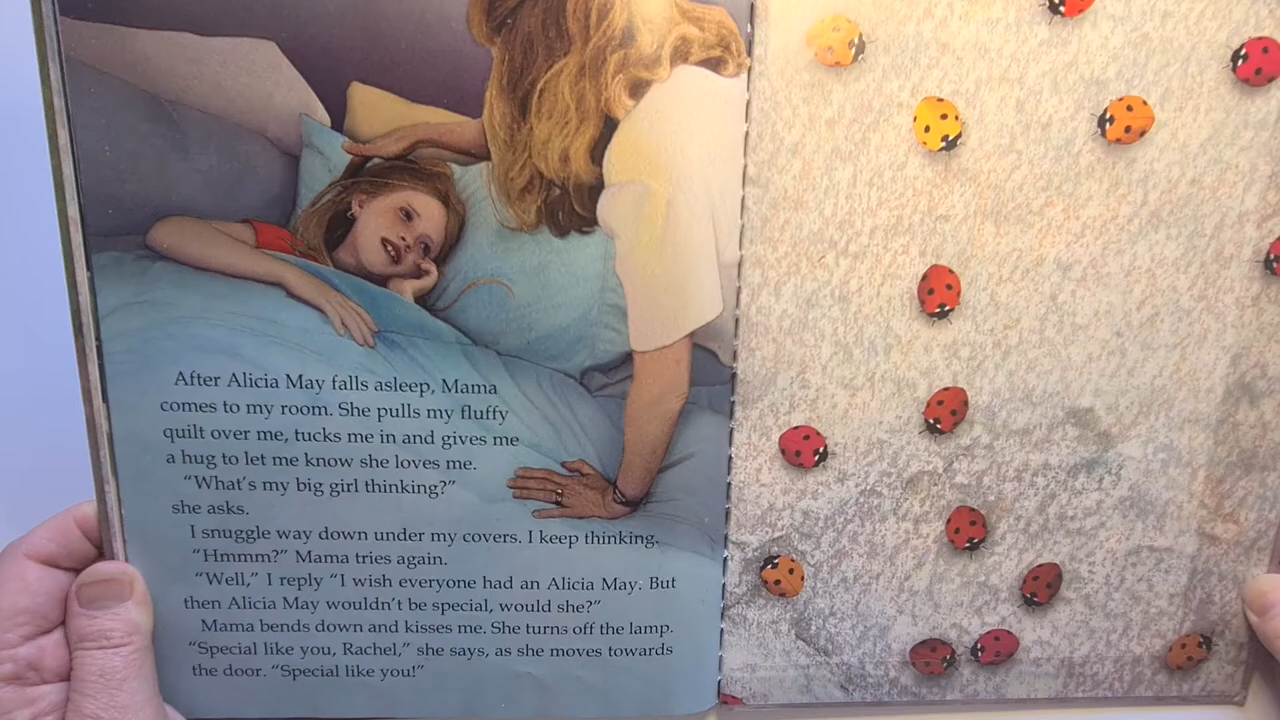 After Alicia May falls asleep, Mama
comes to my room. She pulls my fluffy
quilt over me, tucks me in and gives me
a hug to let me know she loves me.
“What’s my big girl thinking?”
she asks.
I snuggle way down under my covers. I keep thinking.
“Hmmm?” Mama tries again.
“Well,” I reply “I wish everyone had an Alicia May. But
then Alicia May wouldn’t be special, would she?”
Mama bends down and kisses me. She turns off the lamp.
“Special like you, Rachel,” she says, as she moves towards
the door. “Special like you!”